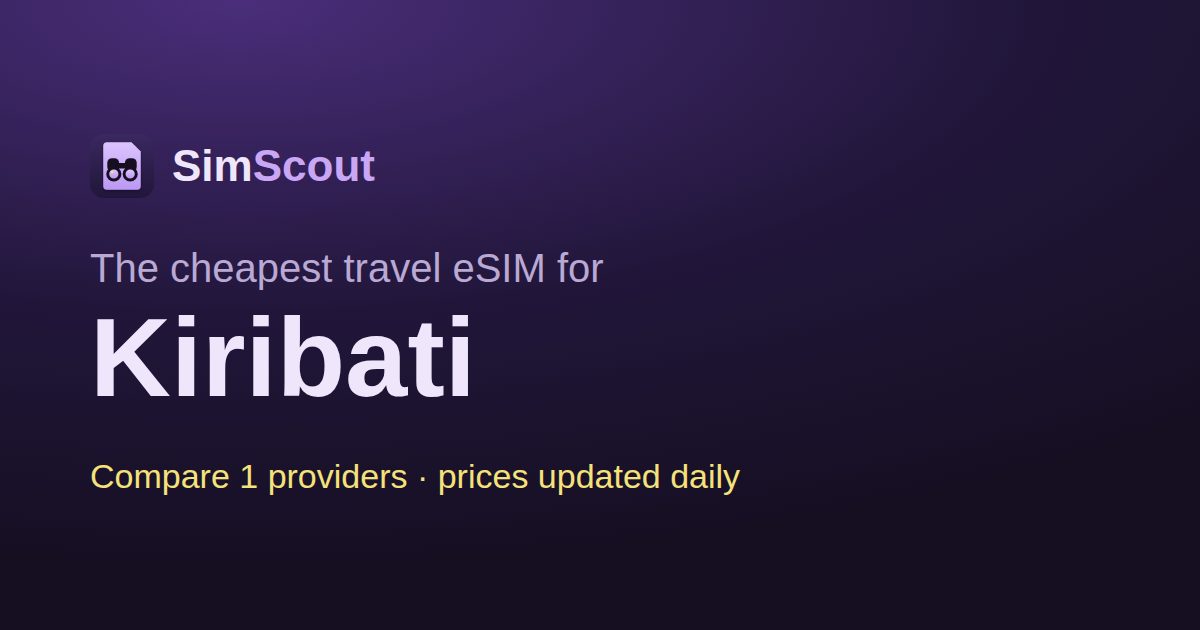 SimScout
The cheapest travel eSIM for
Kiribati
Compare 1 providers · prices updated daily